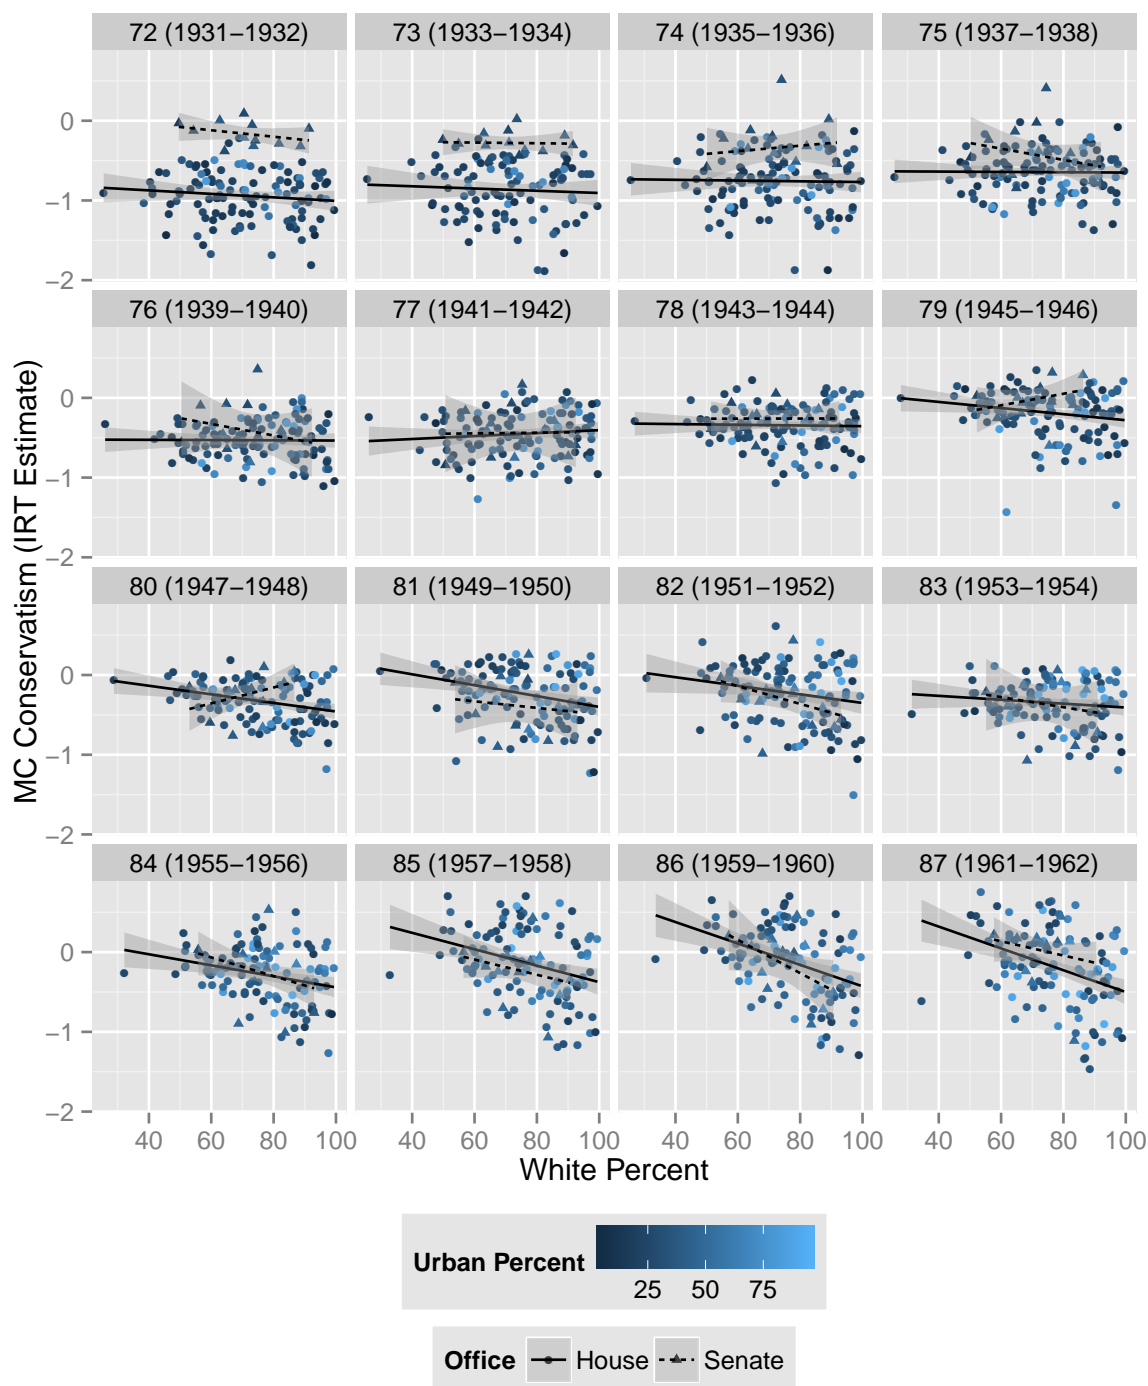 72 (1931−1932) 73 (1933−1934) 74 (1935−1936) 75 (1937−1938)
0
−1
−2
76 (1939−1940) 77 (1941−1942) 78 (1943−1944) 79 (1945−1946)
0
−1
−2
80 (1947−1948) 81 (1949−1950) 82 (1951−1952) 83 (1953−1954)
0
−1
−2
84 (1955−1956) 85 (1957−1958) 86 (1959−1960) 87 (1961−1962)
0
−1
−2
MC Conservatism (IRT Estimate)
40 60 80 100 40 60 80 100 40 60 80 100 40 60 80 100
White Percent
Urban Percent
25 50 75
Office House Senate